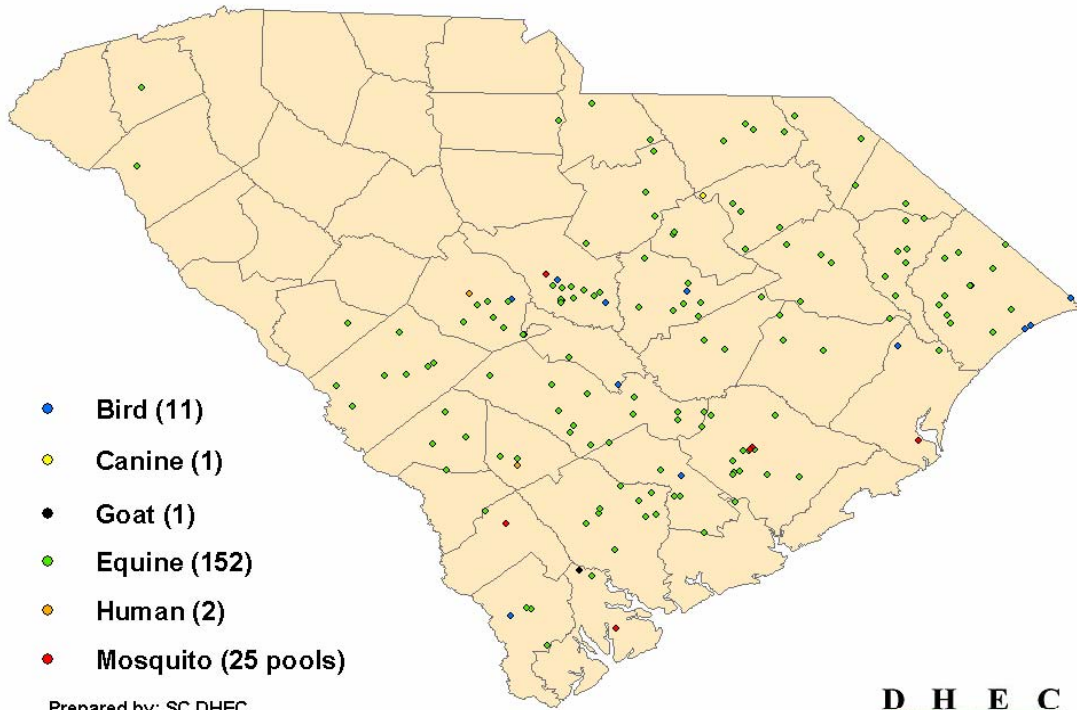 Bird (11)
Canine (1)
Goat (1)
Equine (152)
Human (2)
Mosquito (25 pools)
Prepared by: SC DHEC
D H E C